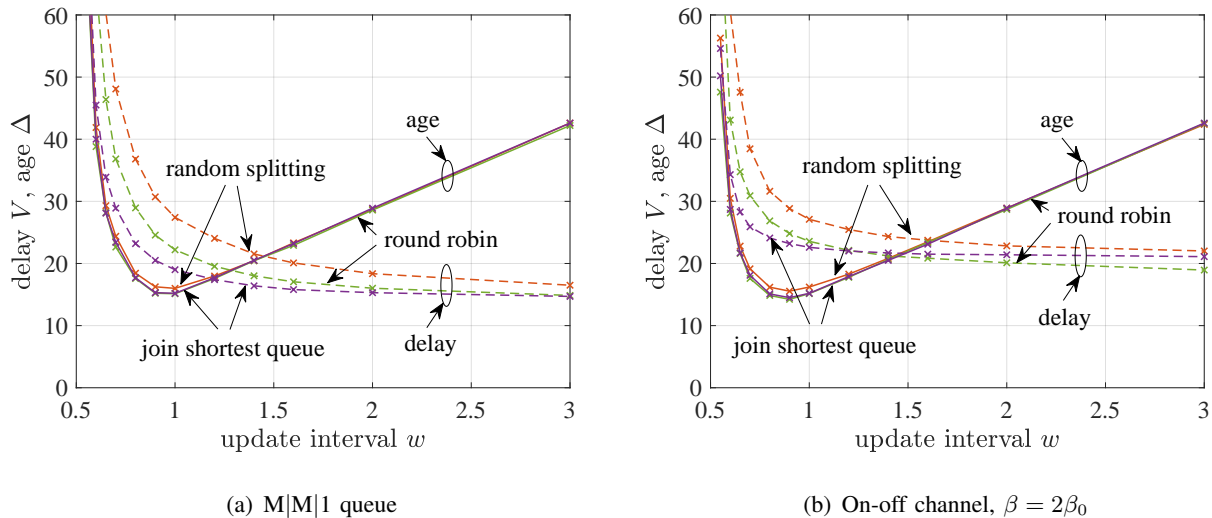 60
50
40
30
20
10
0
0.5
1
1.5
2
2.5
3
delay V, age Δ
update interval w
age
random splitting
round robin
join shortest queue
delay
(a) M|M|1 queue
60
50
40
30
20
10
0
0.5
1
1.5
2
2.5
3
delay V, age Δ
update interval w
age
random splitting
round robin
join shortest queue
delay
(b) On-off channel, β = 2β₀